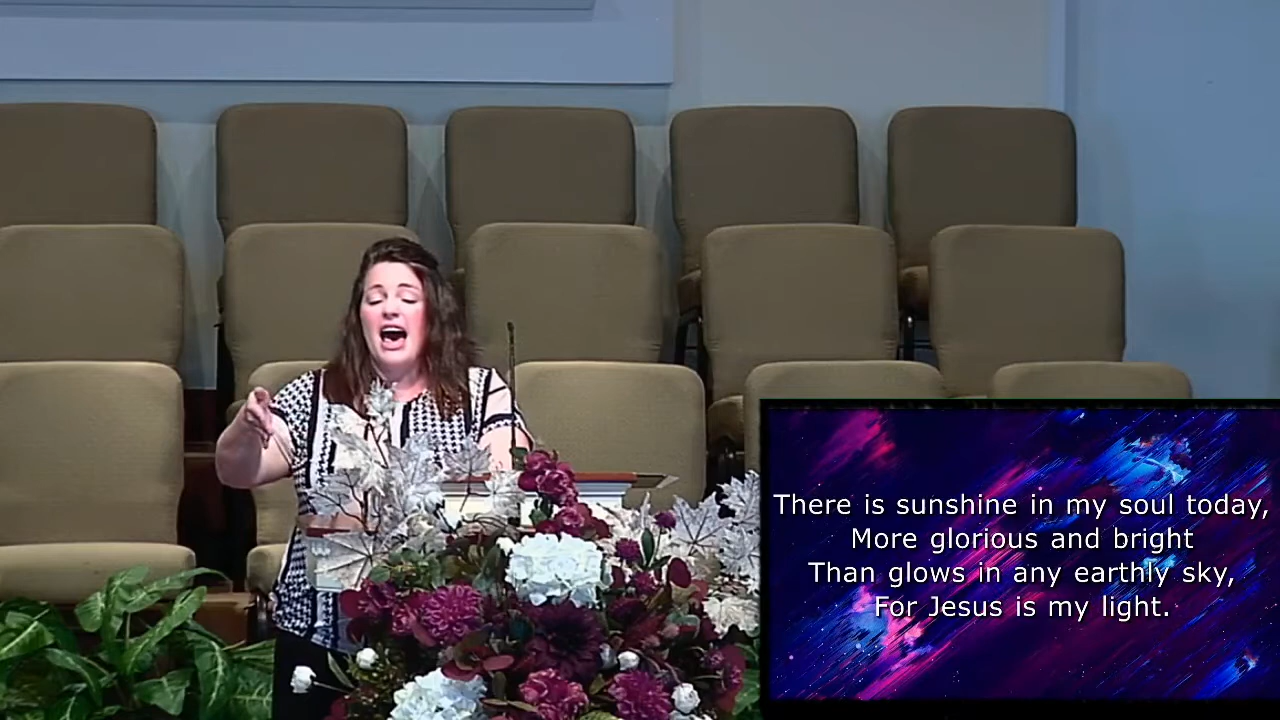 There is sunshine in my soul today,
More glorious and bright
Than glows in any earthly sky,
For Jesus is my light.